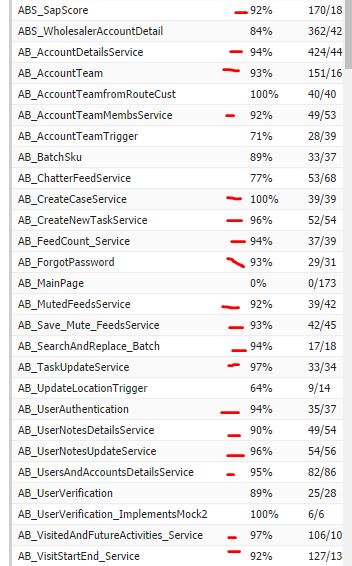 ABS_SapScore 92% 170/18
ABS_WholesalerAccountDetail 84% 362/42
AB_AccountDetailsService 94% 424/44
AB_AccountTeam 93% 151/16
AB_AccountTeamfromRouteCust 100% 40/40
AB_AccountTeamMembsService 92% 49/53
AB_AccountTeamTrigger 71% 28/39
AB_BatchSku 89% 33/37
AB_ChatterFeedService 77% 53/68
AB_CreateCaseService 100% 39/39
AB_CreateNewTaskService 96% 52/54
AB_FeedCount_Service 94% 37/39
AB_ForgotPassword 93% 29/31
AB_MainPage 0% 0/173
AB_MutedFeedsService 92% 39/42
AB_Save_Mute_FeedsService 93% 42/45
AB_SearchAndReplace_Batch 94% 17/18
AB_TaskUpdateService 97% 33/34
AB_UpdateLocationTrigger 64% 9/14
AB_UserAuthentication 94% 35/37
AB_UserNotesDetailsService 90% 49/54
AB_UserNotesUpdateService 96% 54/56
AB_UsersAndAccountsDetailsService 95% 82/86
AB_UserVerification 89% 25/28
AB_UserVerification_ImplementsMock2 100% 6/6
AB_VisitedAndFutureActivities_Service 97% 106/10
AB_VisitStartEnd_Service 92% 127/13